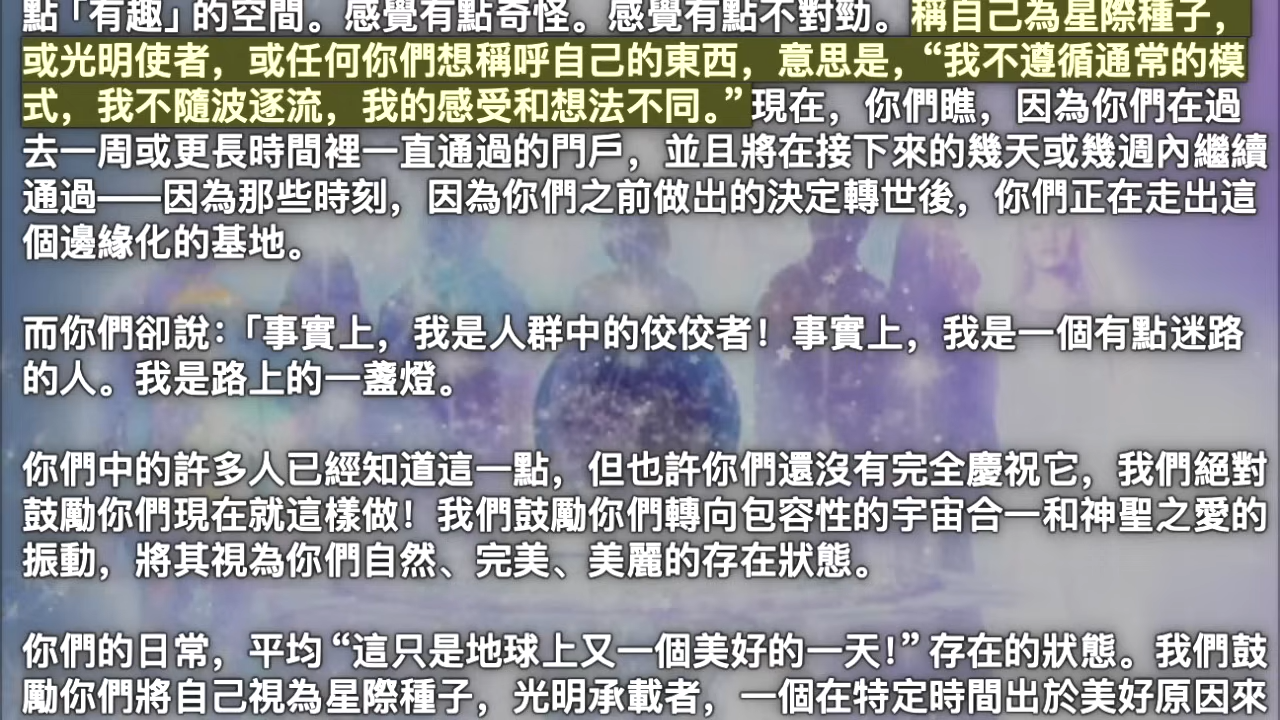 點「有趣」的空間。感覺有點奇怪。感覺有點不對勁。稱自己為星際種子，
或光明使者，或任何你們想稱呼自己的東西，意思是，“我不遵循通常的模
式，我不隨波逐流，我的感受和想法不同。”現在，你們瞧，因為你們在過
去一周或更長時間裡一直通過的門戶，並且將在接下來的幾天或幾週內繼續
通過——因為那些時刻，因為你們之前做出的決定轉世後，你們正在走出這
個邊緣化的基地。
而你們卻說：「事實上，我是人群中的佼佼者！事實上，我是一個有點迷路
的人。我是路上的一盞燈。
你們中的許多人已經知道這一點，但也許你們還沒有完全慶祝它，我們絕對
鼓勵你們現在就這樣做！我們鼓勵你們轉向包容性的宇宙合一和神聖之愛的
振動，將其視為你們自然、完美、美麗的存在狀態。
你們的日常，平均“這只是地球上又一個美好的一天！”存在的狀態。我們鼓
勵你們將自己視為星際種子，光明承載者，一個在特定時間出於美好原因來